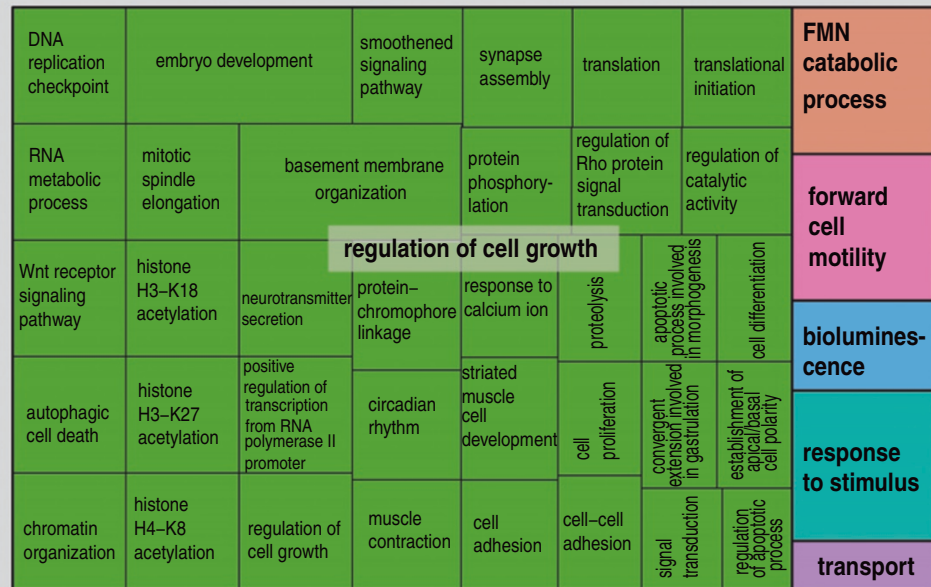 DNA
replication
checkpoint
embryo development
smoothened
signaling
pathway
synapse
assembly
translation
translational
initiation
FMN
catabolic
process
RNA
metabolic
process
mitotic
spindle
elongation
basement membrane
organization
protein
phosphory-
lation
regulation of
Rho protein
signal
transduction
regulation of
catalytic
activity
forward
cell
motility
regulation of cell growth
Wnt receptor
signaling
pathway
histone
H3–K18
acetylation
neurotransmitter
secretion
protein–
chromophore
linkage
response to
calcium ion
proteolysis
apoptotic
process involved
in morphogenesis
cell differentiation
biolumines-
cence
autophagic
cell death
histone
H3–K27
acetylation
positive
regulation of
transcription
from RNA
polymerase II
promoter
circadian
rhythm
striated
muscle
cell
development
cell
proliferation
convergent
extension involved
in gastrulation
establishment of
apical/basal
cell polarity
response
to stimulus
chromatin
organization
histone
H4–K8
acetylation
regulation of
cell growth
muscle
contraction
cell
adhesion
cell–cell
adhesion
signal
transduction
regulation
of apoptotic
process
transport